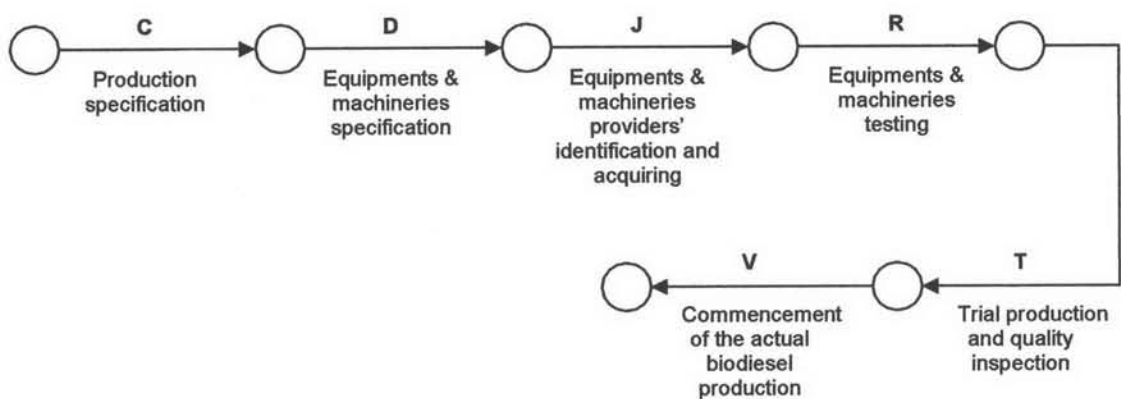 C
Production
specification
D
Equipments &
machineries
specification
J
Equipments &
machineries
providers'
identification and
acquiring
R
Equipments &
machineries
testing
V
Commencement
of the actual
biodiesel
production
T
Trial production
and quality
inspection